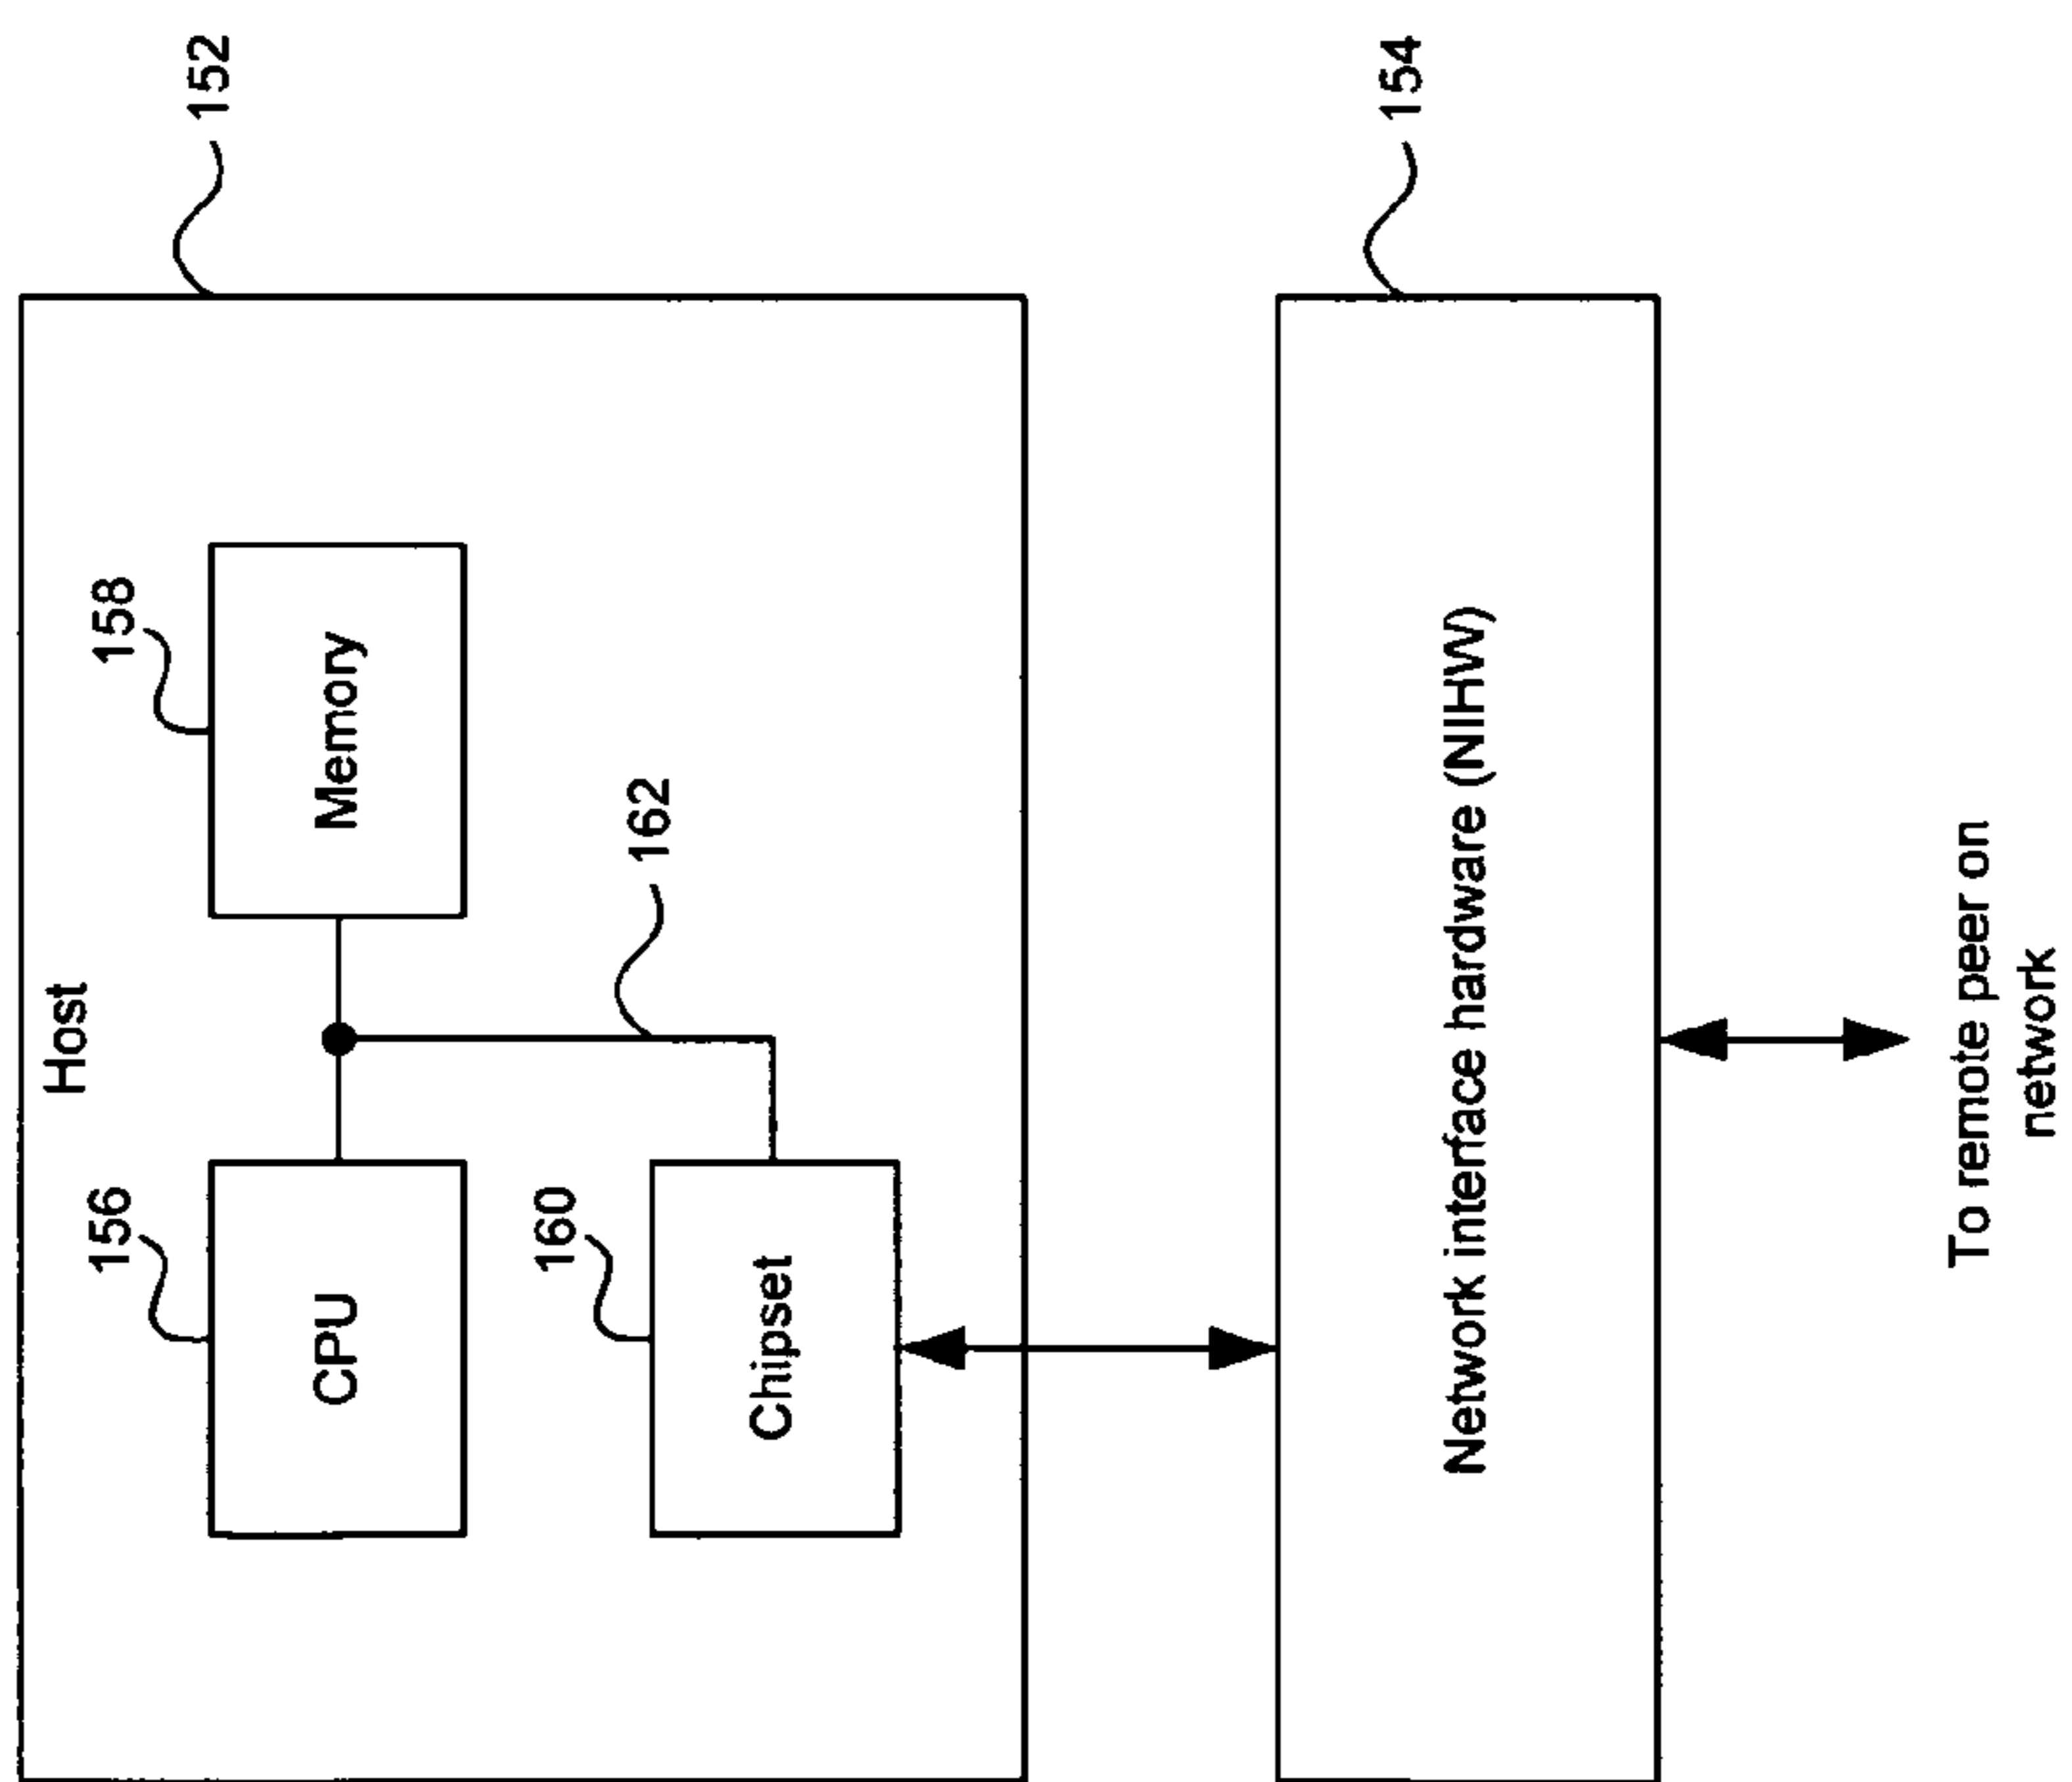 152
Host
156
CPU
158
Memory
162
160
Chipset
154
Network interface hardware (NIHW)
To remote peer on
network